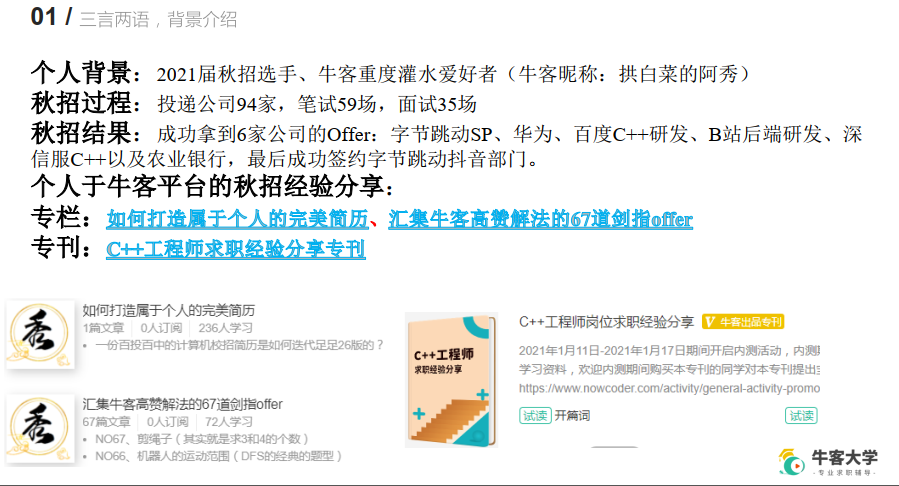 01 / 三言两语，背景介绍
个人背景：2021届秋招选手、牛客重度灌水爱好者（牛客昵称：拱白菜的阿秀）
秋招过程：投递公司94家，笔试59场，面试35场
秋招结果：成功拿到6家公司的Offer：字节跳动SP、华为、百度C++研发、B站后端研发、深
信服C++以及农业银行，最后成功签约字节跳动抖音部门。
个人于牛客平台的秋招经验分享：
专栏：如何打造属于个人的完美简历、汇集牛客高赞解法的67道剑指offer
专刊：C++工程师求职经验分享专刊
秀
如何打造属于个人的完美简历
1篇文章 0人订阅 236人学习
一份百投百中的计算机校招简历是如何迭代足足26版的？
秀
汇集牛客高赞解法的67道剑指offer
67篇文章 0人订阅 72人学习
NO67、剪绳子（其实就是求3和4的个数）
NO66、机器人的运动范围（DFS的经典的题型）
C++工程师
求职经验分享
C++工程师岗位求职经验分享 V 牛客出品专刊
2021年1月11日-2021年1月17日期间开启内测活动，内测期
学习资料，欢迎内测期间购买本专刊的同学对本专刊提出宝
https://www.nowcoder.com/activity/general-activity-promo
试读 开篇词 试读
牛客大学
-专业求职辅导-